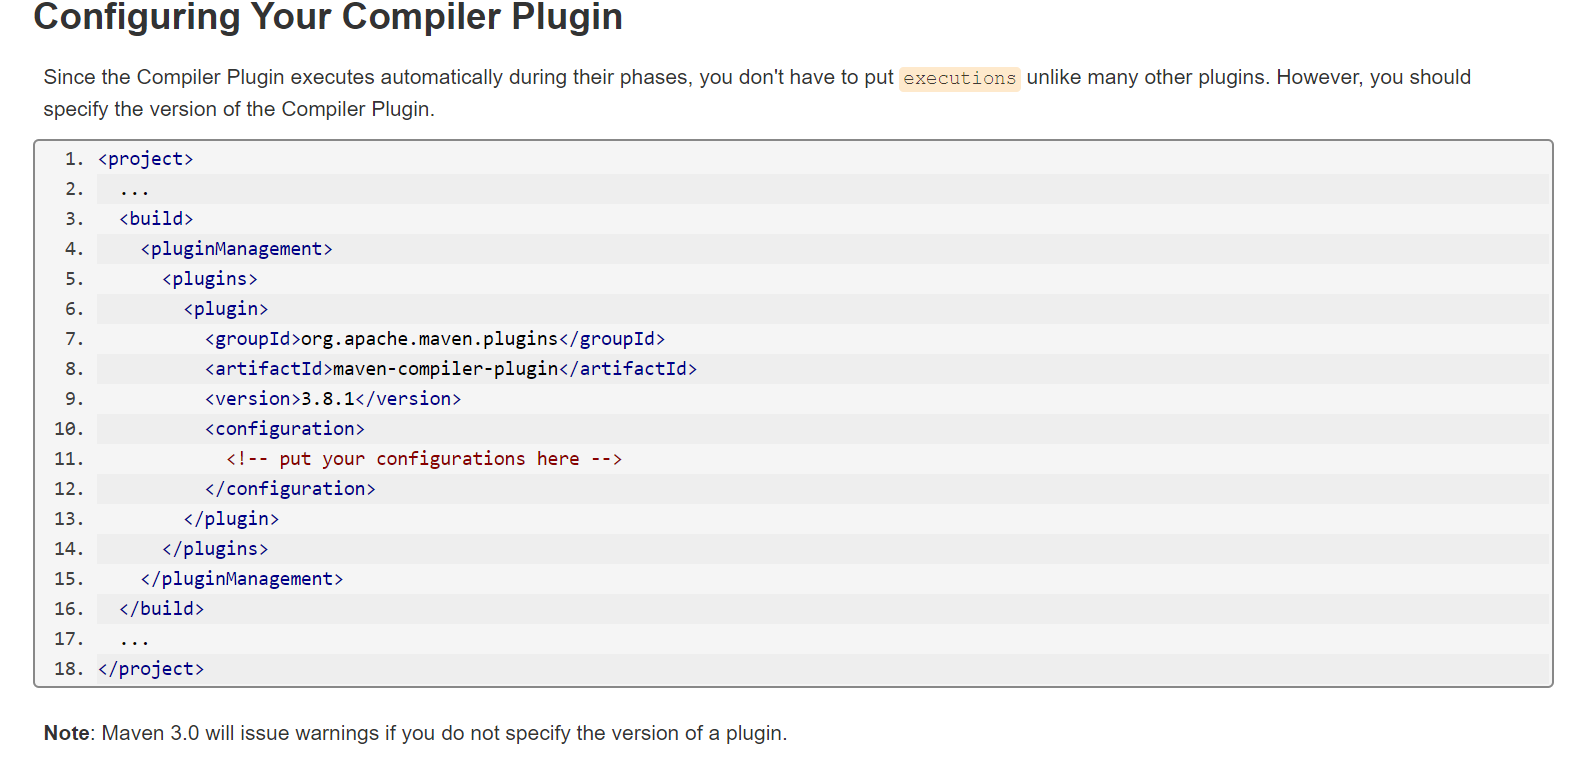 Configuring Your Compiler Plugin
Since the Compiler Plugin executes automatically during their phases, you don't have to put executions unlike many other plugins. However, you should
specify the version of the Compiler Plugin.
1. <project>
2.   ...
3.   <build>
4.     <pluginManagement>
5.       <plugins>
6.         <plugin>
7.           <groupId>org.apache.maven.plugins</groupId>
8.           <artifactId>maven-compiler-plugin</artifactId>
9.           <version>3.8.1</version>
10.           <configuration>
11.             <!-- put your configurations here -->
12.           </configuration>
13.         </plugin>
14.       </plugins>
15.     </pluginManagement>
16.   </build>
17.   ...
18. </project>
Note: Maven 3.0 will issue warnings if you do not specify the version of a plugin.